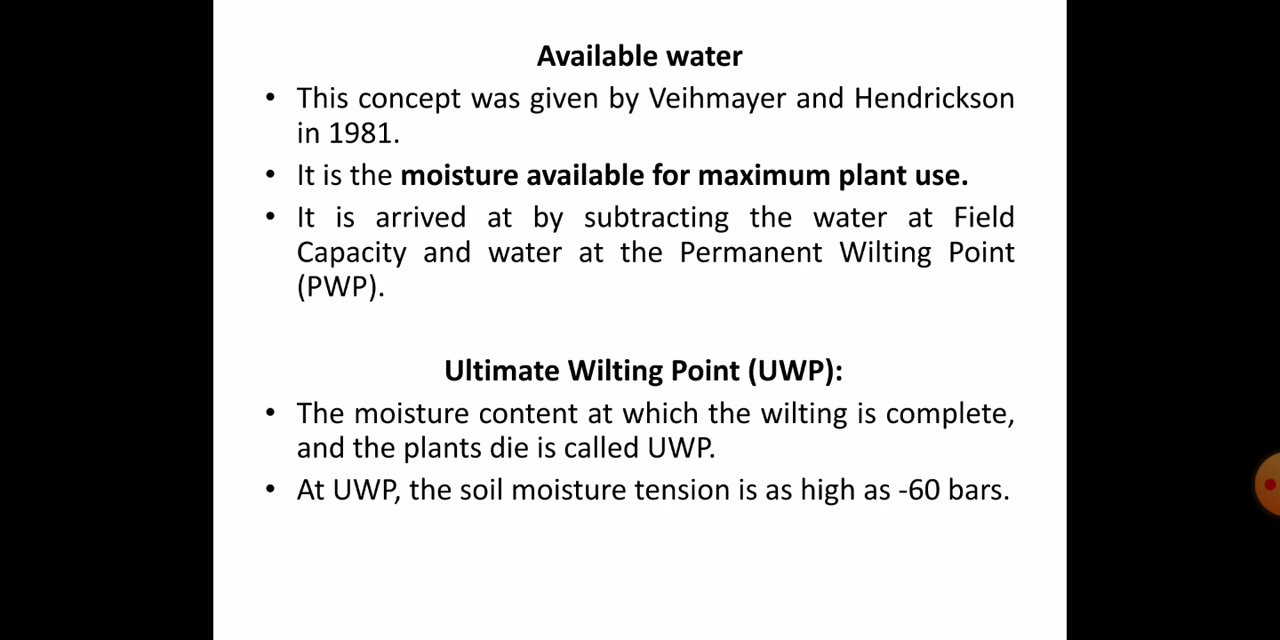 Available water
• This concept was given by Veihmayer and Hendrickson
in 1981.
• It is the moisture available for maximum plant use.
• It is arrived at by subtracting the water at Field
Capacity and water at the Permanent Wilting Point
(PWP).
Ultimate Wilting Point (UWP):
• The moisture content at which the wilting is complete,
and the plants die is called UWP.
• At UWP, the soil moisture tension is as high as -60 bars.